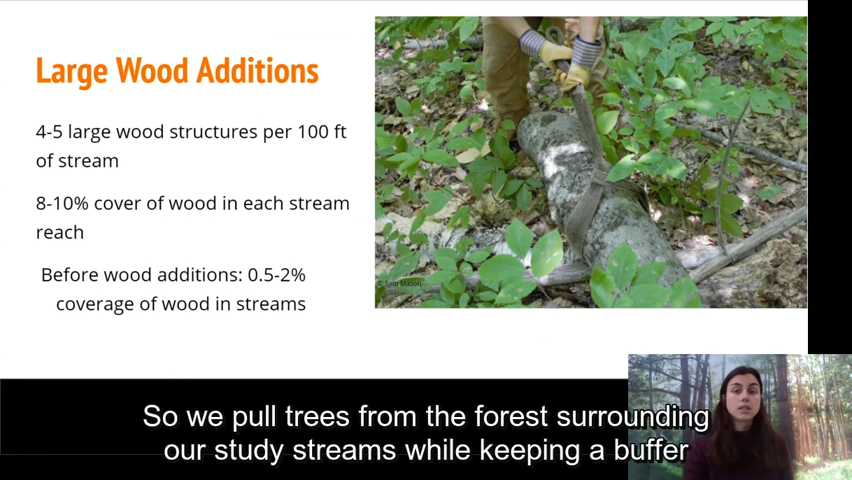 Large Wood Additions
4-5 large wood structures per 100 ft
of stream
8-10% cover of wood in each stream
reach
Before wood additions: 0.5-2%
coverage of wood in streams
© Sam Mason
So we pull trees from the forest surrounding
our study streams while keeping a buffer